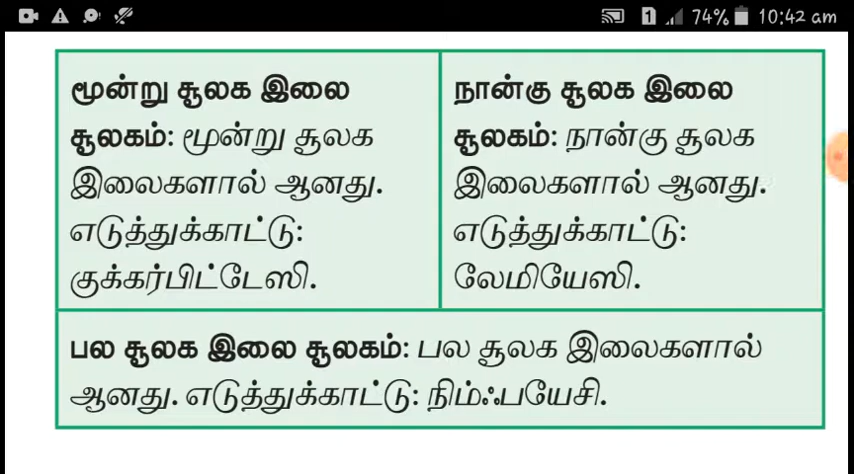 74% 10:42 am
மூன்று சூலக இலை
சூலகம்: மூன்று சூலக
இலைகளால் ஆனது.
எடுத்துக்காட்டு:
குக்கர்பிட்டேஸி.
நான்கு சூலக இலை
சூலகம்: நான்கு சூலக
இலைகளால் ஆனது.
எடுத்துக்காட்டு:
லேமியேஸி.
பல சூலக இலை சூலகம்: பல சூலக இலைகளால்
ஆனது. எடுத்துக்காட்டு: நிம்ஃபயேசி.